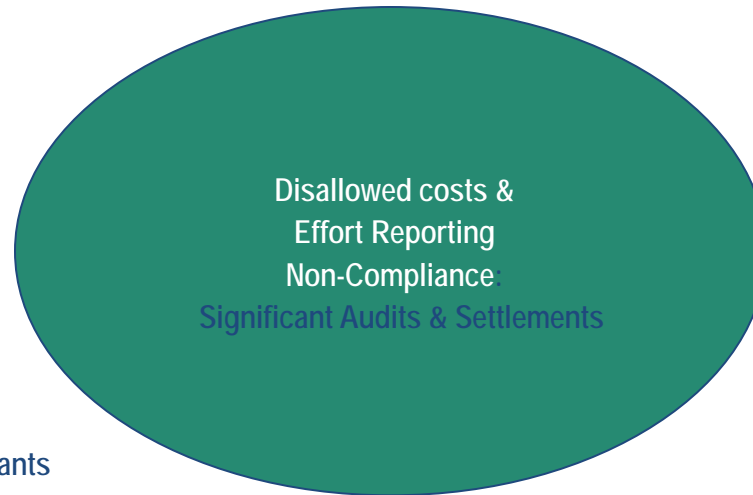 Disallowed costs &
Effort Reporting
Non-Compliance:
Significant Audits & Settlements
ants